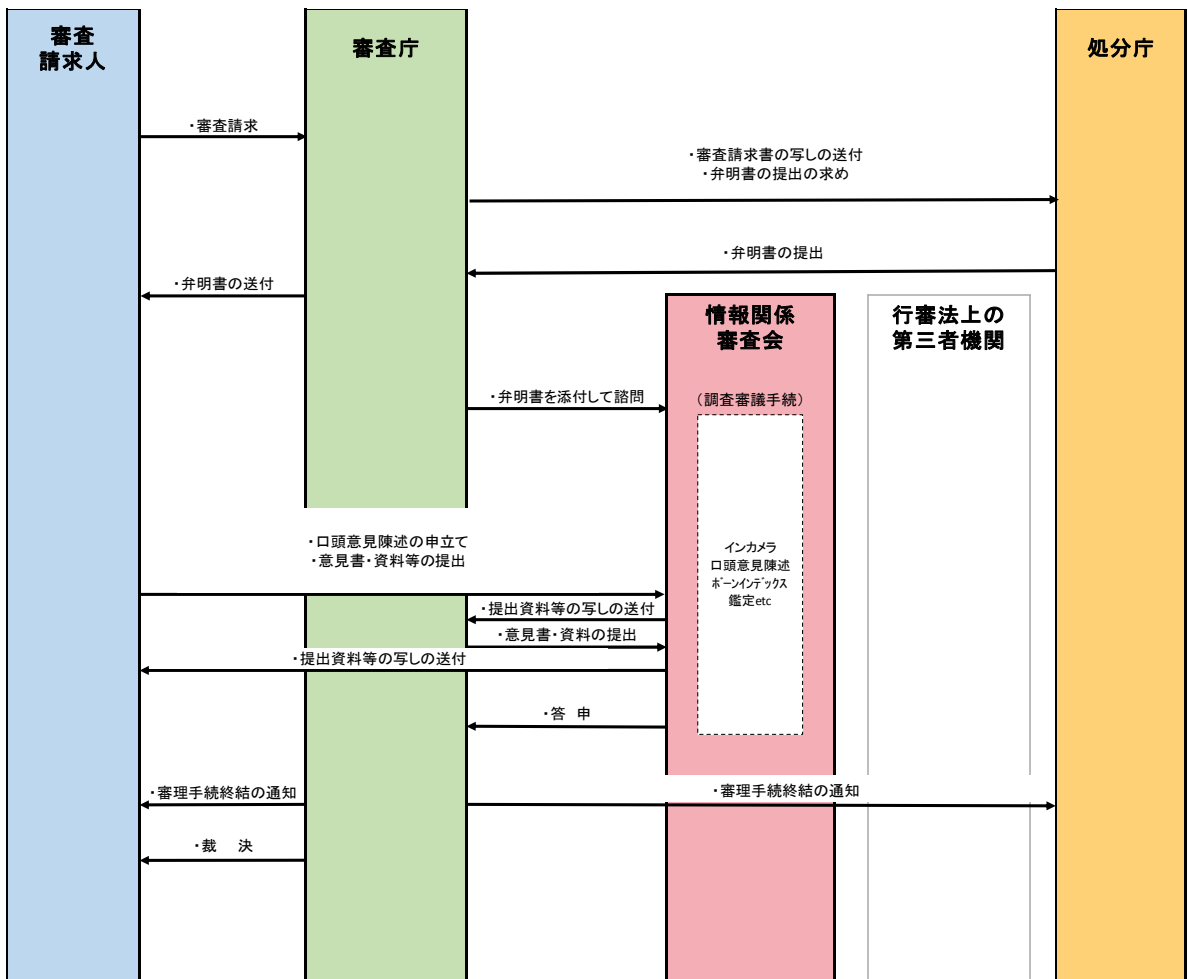 審査
請求人
審査庁
処分庁
・審査請求
・審査請求書の写しの送付
・弁明書の提出の求め
・弁明書の提出
・弁明書の送付
情報関係
審査会
行審法上の
第三者機関
・弁明書を添付して諮問
（調査審議手続）
・口頭意見陳述の申立て
・意見書・資料等の提出
インカメラ
口頭意見陳述
ﾎﾞｰﾝｲﾝﾃﾞｯｸｽ
鑑定etc
・提出資料等の写しの送付
・意見書・資料の提出
・提出資料等の写しの送付
・答　申
・審理手続終結の通知
・審理手続終結の通知
・裁　決